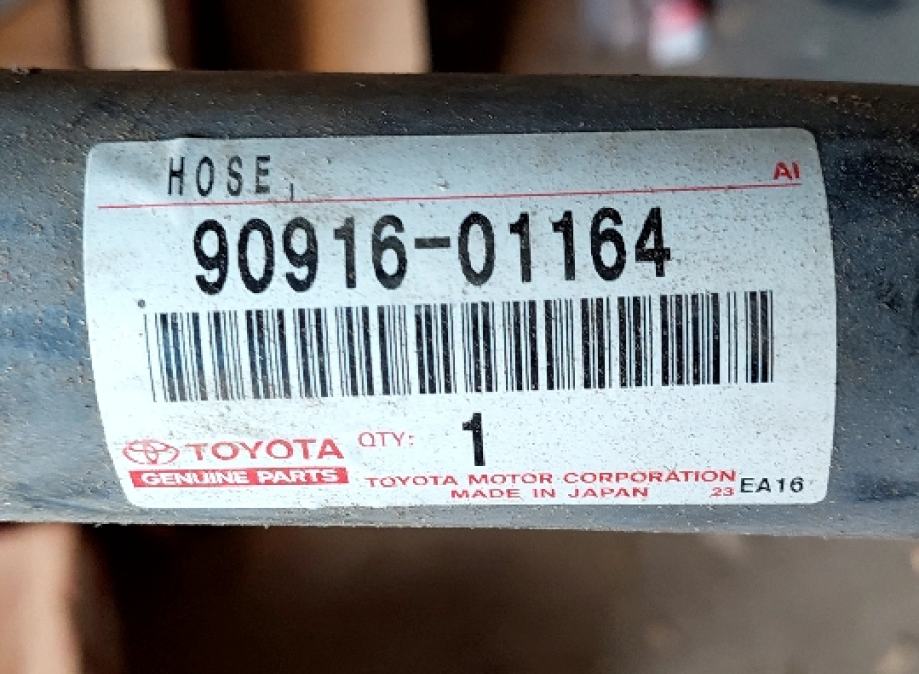 HOSE,
AI
90916-01164
TOYOTA QTY: 1
GENUINE PARTS
TOYOTA MOTOR CORPORATION
MADE IN JAPAN 23 EA16